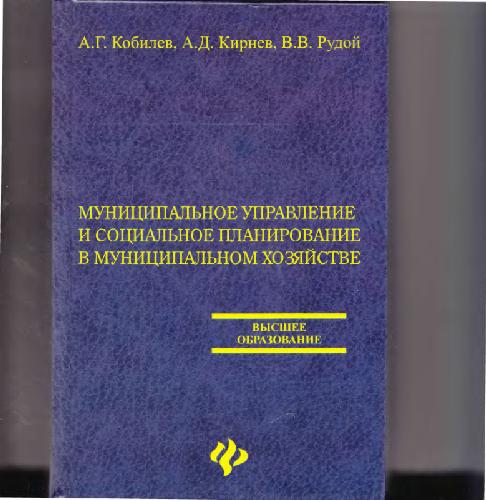 А.Г. Кобилев, А.Д. Кирнев, В.В. Рудой
МУНИЦИПАЛЬНОЕ УПРАВЛЕНИЕ
И СОЦИАЛЬНОЕ ПЛАНИРОВАНИЕ
В МУНИЦИПАЛЬНОМ ХОЗЯЙСТВЕ
ВЫСШЕЕ
ОБРАЗОВАНИЕ